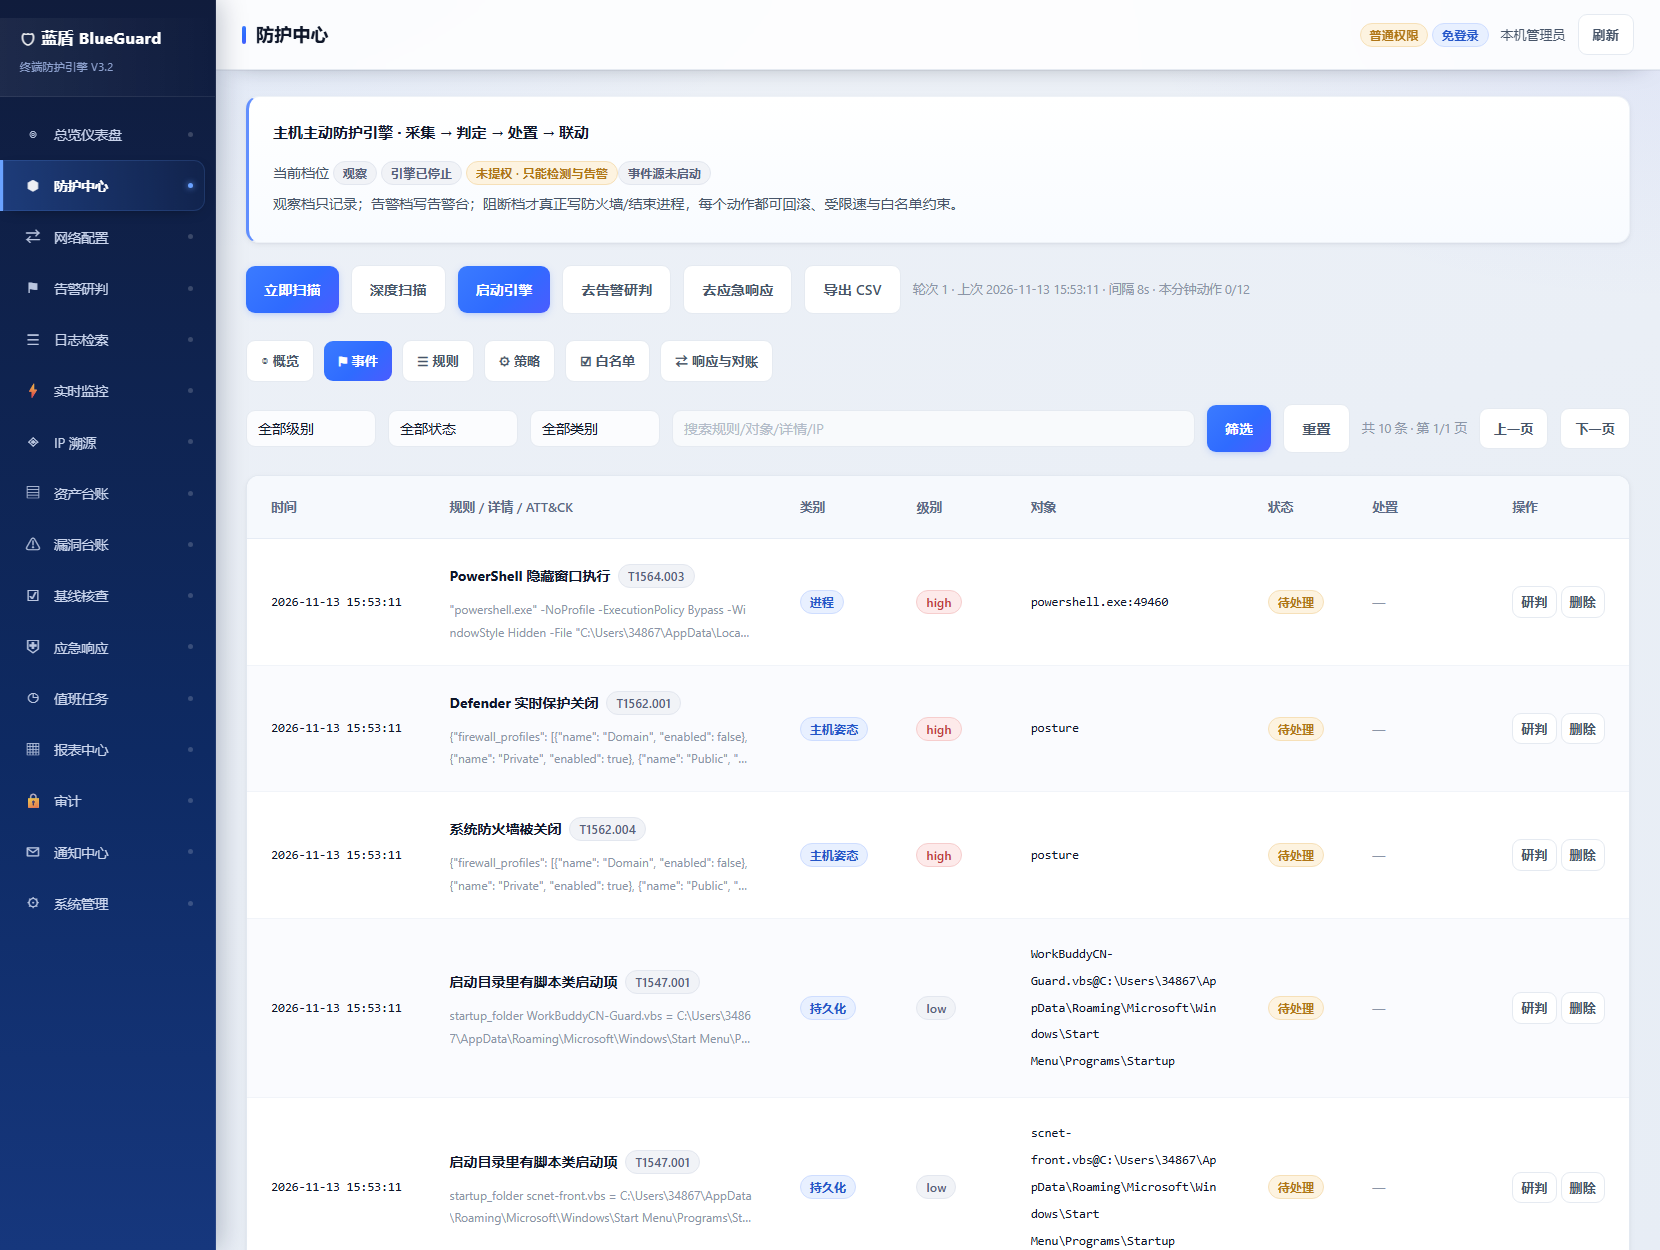 蓝盾 BlueGuard
终端防护引擎 V3.2
总览仪表盘
防护中心
网络配置
告警研判
日志检索
实时监控
IP 溯源
资产台账
漏洞台账
基线核查
应急响应
值班任务
报表中心
审计
通知中心
系统管理
防护中心
普通权限 免登录 本机管理员 刷新
主机主动防护引擎 · 采集 → 判定 → 处置 → 联动
当前档位 观察 引擎已停止 未提权 · 只能检测与告警 事件源未启动
观察档只记录；告警档写告警台；阻断档才真正写防火墙/结束进程，每个动作都可回滚、受限速与白名单约束。
立即扫描 深度扫描 启动引擎 去告警研判 去应急响应 导出 CSV 轮次 1 · 上次 2026-11-13 15:53:11 · 间隔 8s · 本分钟动作 0/12
概览 事件 规则 策略 白名单 响应与对账
全部级别 全部状态 全部类别 搜索规则/对象/详情/IP 筛选 重置 共 10 条 · 第 1/1 页 上一页 下一页
时间 规则 / 详情 / ATT&CK 类别 级别 对象 状态 处置 操作
PowerShell 隐藏窗口执行 T1564.003
2026-11-13 15:53:11 "powershell.exe" -NoProfile -ExecutionPolicy Bypass -Wi 进程 high powershell.exe:49460 待处理 — 研判 删除
ndowStyle Hidden -File "C:\Users\34867\AppData\Loca...
Defender 实时保护关闭 T1562.001
2026-11-13 15:53:11 {"firewall_profiles": [{"name": "Domain", "enabled": false}, 主机姿态 high posture 待处理 — 研判 删除
{"name": "Private", "enabled": true}, {"name": "Public", "...
系统防火墙被关闭 T1562.004
2026-11-13 15:53:11 {"firewall_profiles": [{"name": "Domain", "enabled": false}, 主机姿态 high posture 待处理 — 研判 删除
{"name": "Private", "enabled": true}, {"name": "Public", "...
启动目录里有脚本类启动项 T1547.001
2026-11-13 15:53:11 startup_folder WorkBuddyCN-Guard.vbs = C:\Users\3486
7\AppData\Roaming\Microsoft\Windows\Start Menu\P...
持久化 low
WorkBuddyCN-
Guard.vbs@C:\Users\34867\Ap
pData\Roaming\Microsoft\Win
dows\Start
Menu\Programs\Startup
待处理 — 研判 删除
启动目录里有脚本类启动项 T1547.001
2026-11-13 15:53:11 startup_folder scnet-front.vbs = C:\Users\34867\AppData
\Roaming\Microsoft\Windows\Start Menu\Programs\St...
持久化 low
scnet-
front.vbs@C:\Users\34867\Ap
pData\Roaming\Microsoft\Win
dows\Start
Menu\Programs\Startup
待处理 — 研判 删除